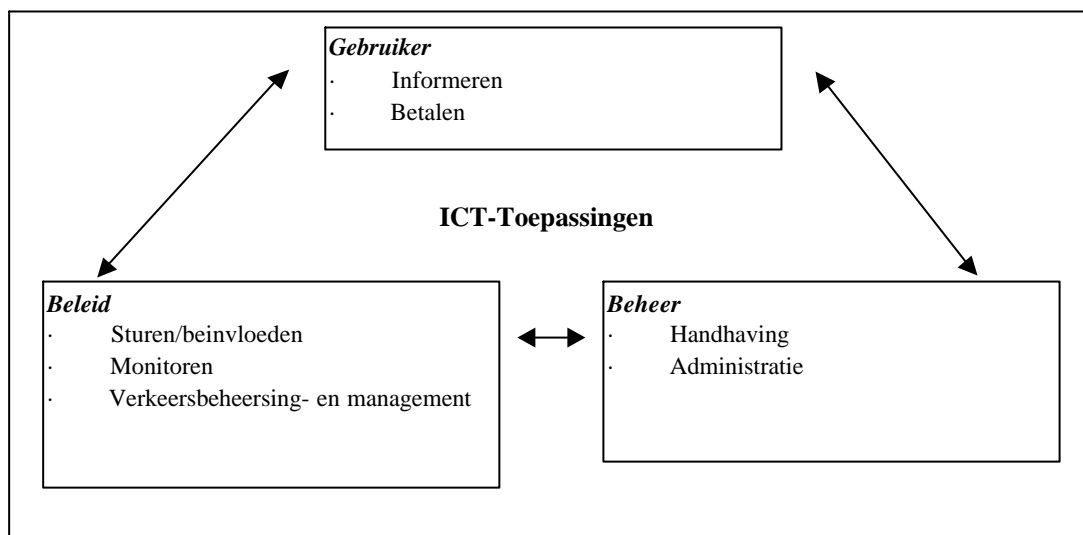 Gebruiker
· Informeren
· Betalen
ICT-Toepassingen
Beleid
· Sturen/beinvloeden
· Monitoren
· Verkeersbeheersing- en management
Beheer
· Handhaving
· Administratie